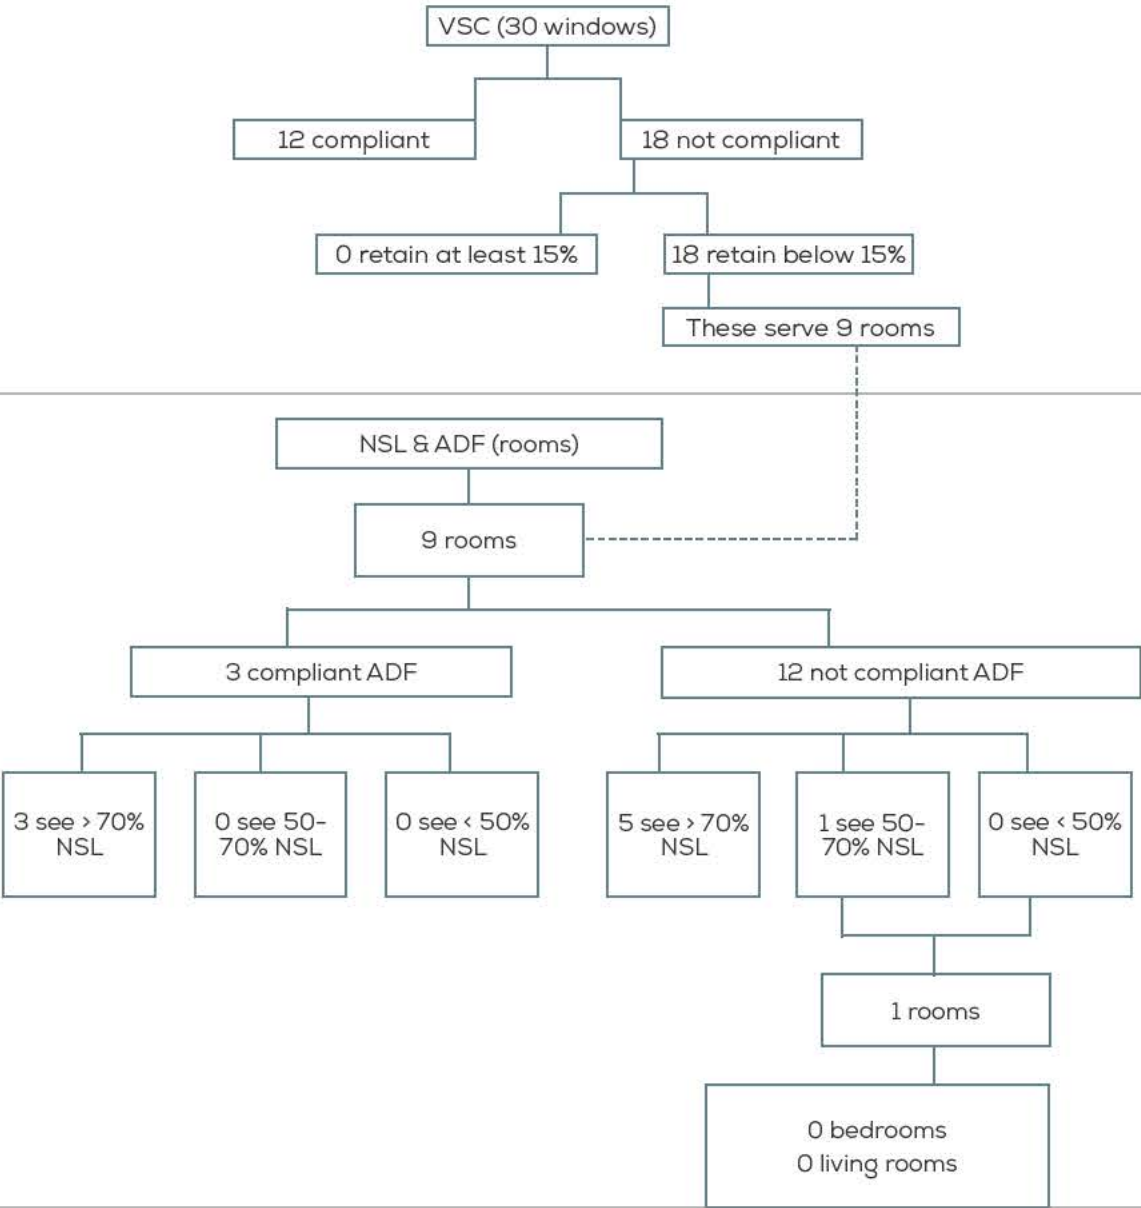 VSC (30 windows)
12 compliant
18 not compliant
0 retain at least 15%
18 retain below 15%
These serve 9 rooms
NSL & ADF (rooms)
9 rooms
3 compliant ADF
12 not compliant ADF
3 see > 70%
NSL
0 see 50-
70% NSL
0 see < 50%
NSL
5 see > 70%
NSL
1 see 50-
70% NSL
0 see < 50%
NSL
1 rooms
0 bedrooms
0 living rooms